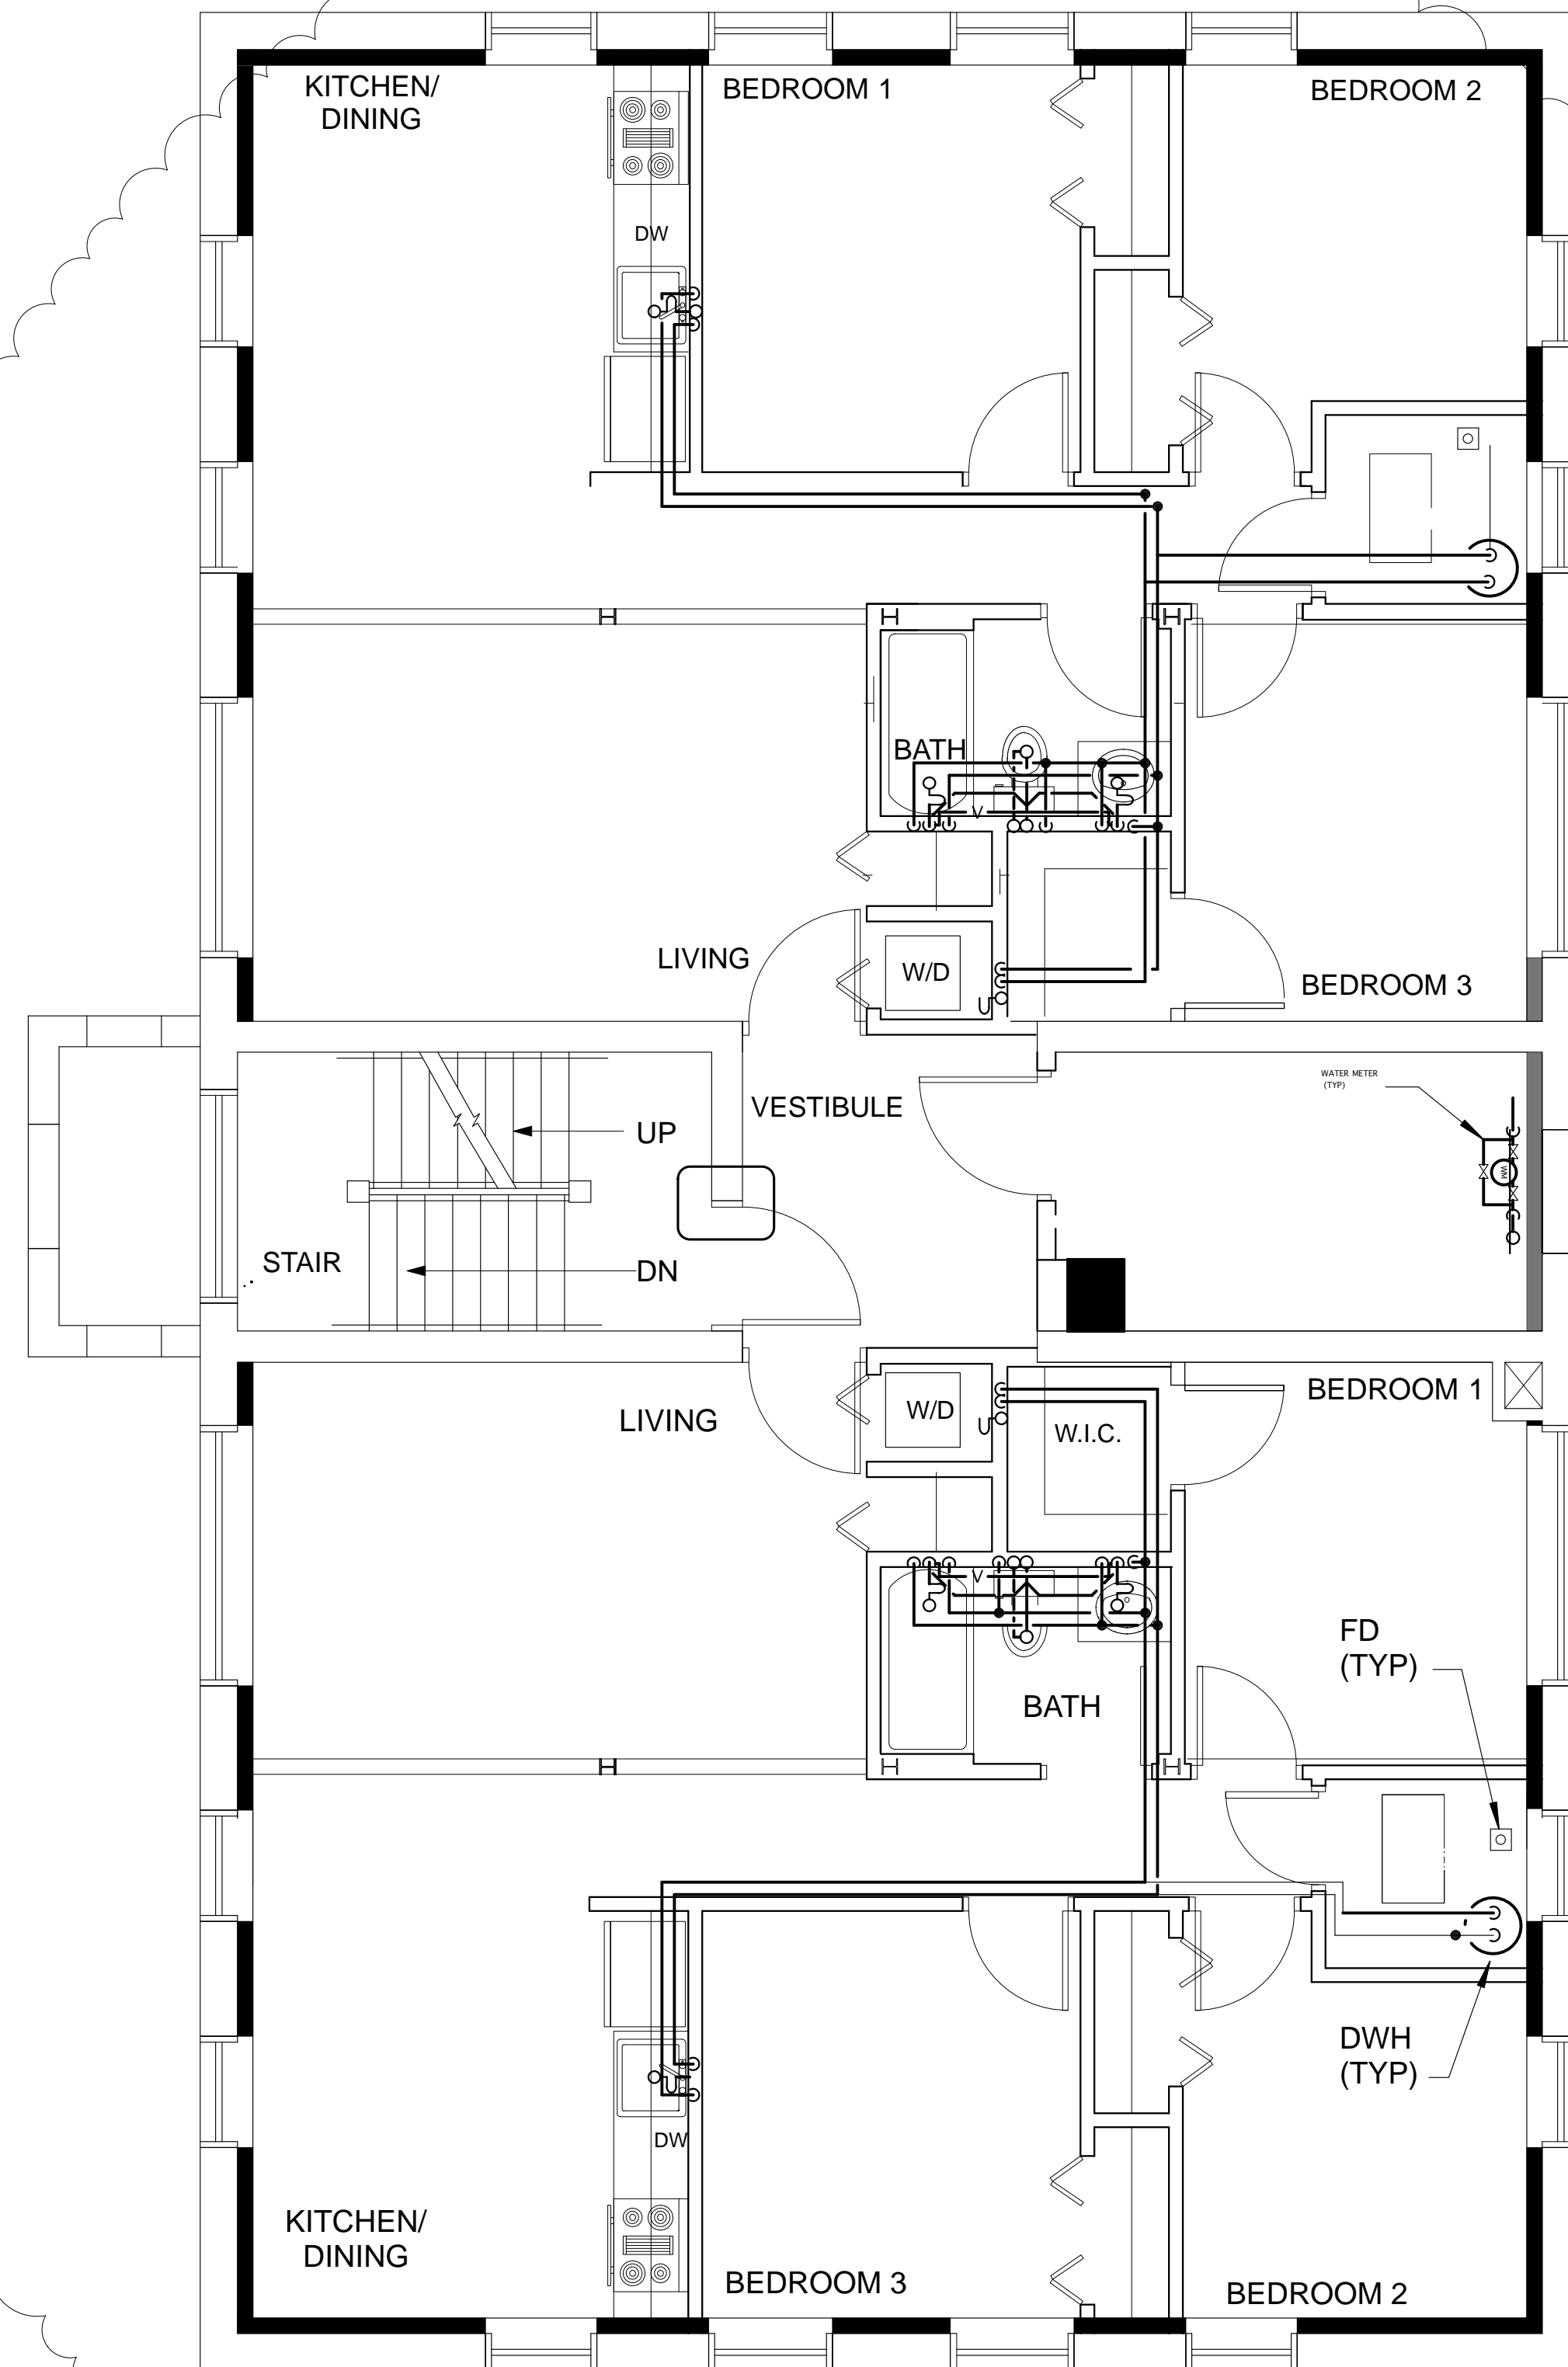 KITCHEN/
DINING
BEDROOM 1
BEDROOM 2
DW
BATH
V
LIVING
W/D
BEDROOM 3
WATER METER
(TYP)
VESTIBULE
UP
WM
STAIR
DN
BEDROOM 1
LIVING
W/D
W.I.C.
V
FD
(TYP)
BATH
DWH
(TYP)
DW
KITCHEN/
DINING
BEDROOM 3
BEDROOM 2